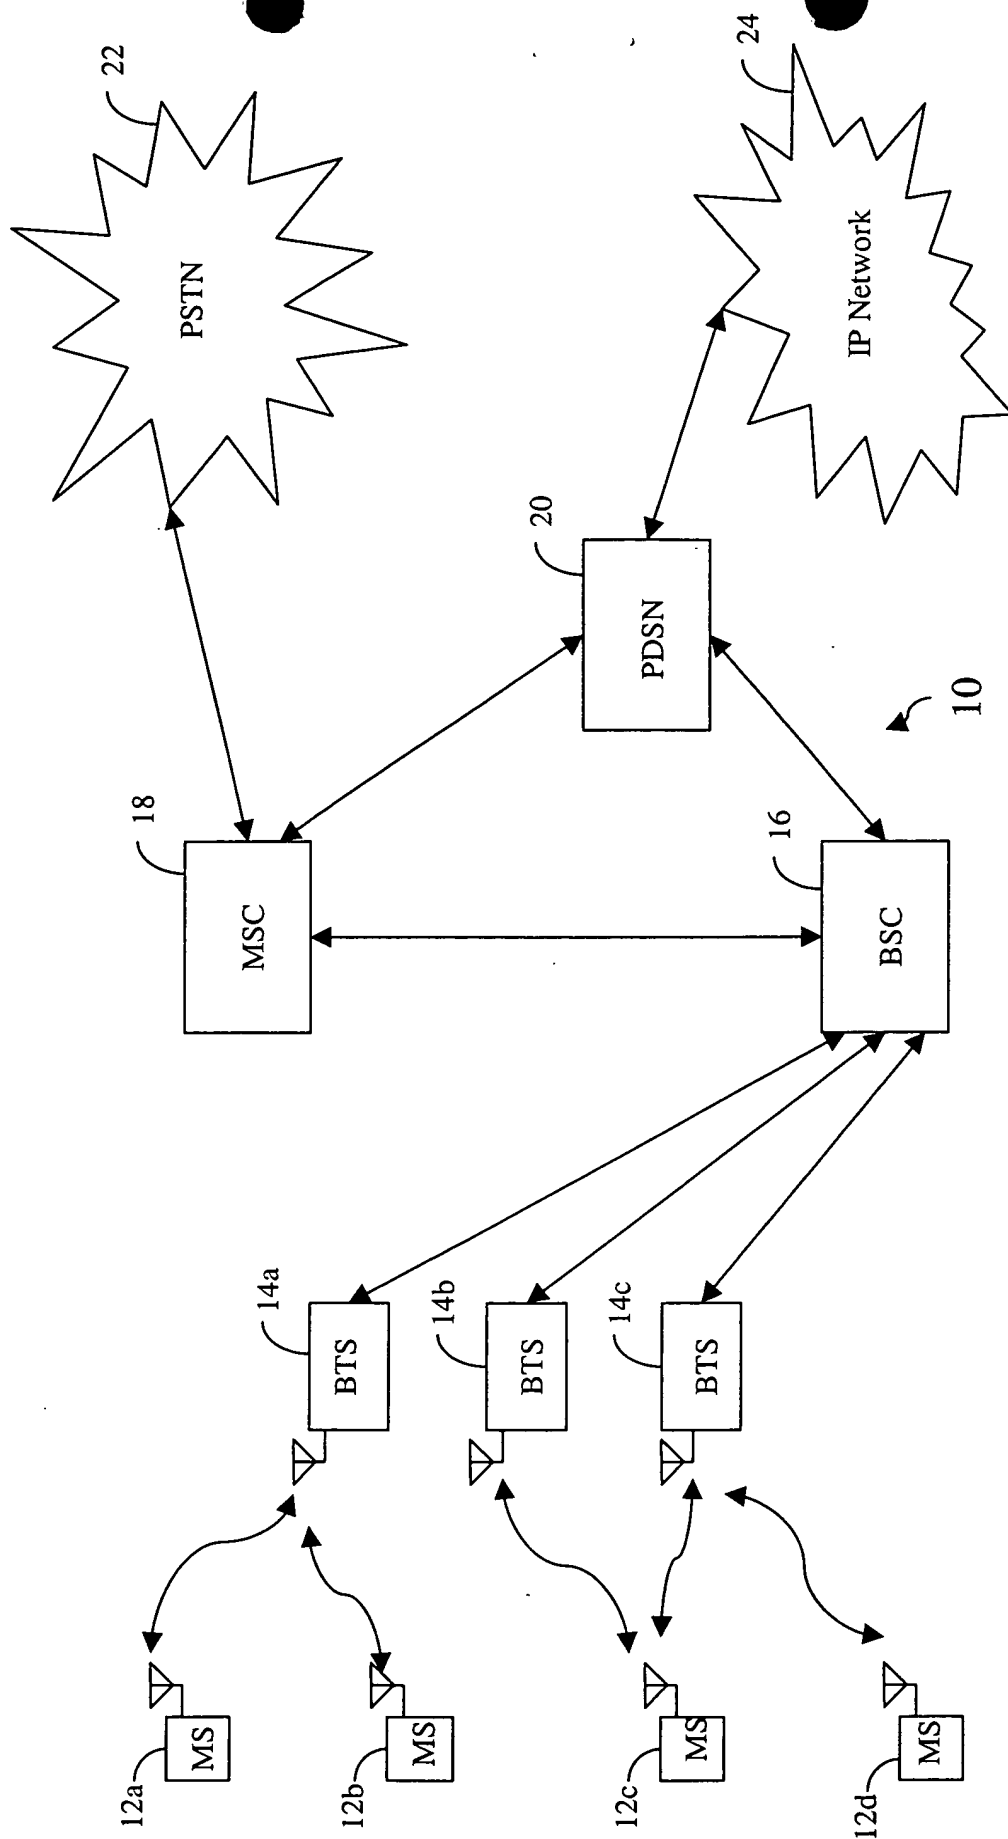 12a
MS
12b
MS
12c
MS
12d
MS
14a
BTS
14b
BTS
14c
BTS
18
MSC
16
BSC
20
PDSN
22
PSTN
24
IP Network
10